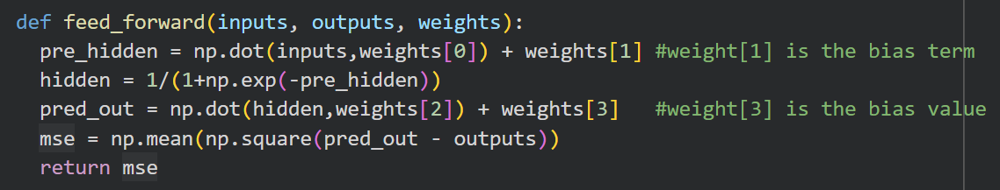 def feed_forward(inputs, outputs, weights):
  pre_hidden = np.dot(inputs,weights[0]) + weights[1] #weight[1] is the bias term
  hidden = 1/(1+np.exp(-pre_hidden))
  pred_out = np.dot(hidden,weights[2]) + weights[3]   #weight[3] is the bias value
  mse = np.mean(np.square(pred_out - outputs))
  return mse